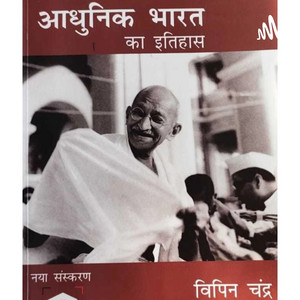 आधुनिक भारत
का इतिहास
नया संस्करण
विपिन चंद्र